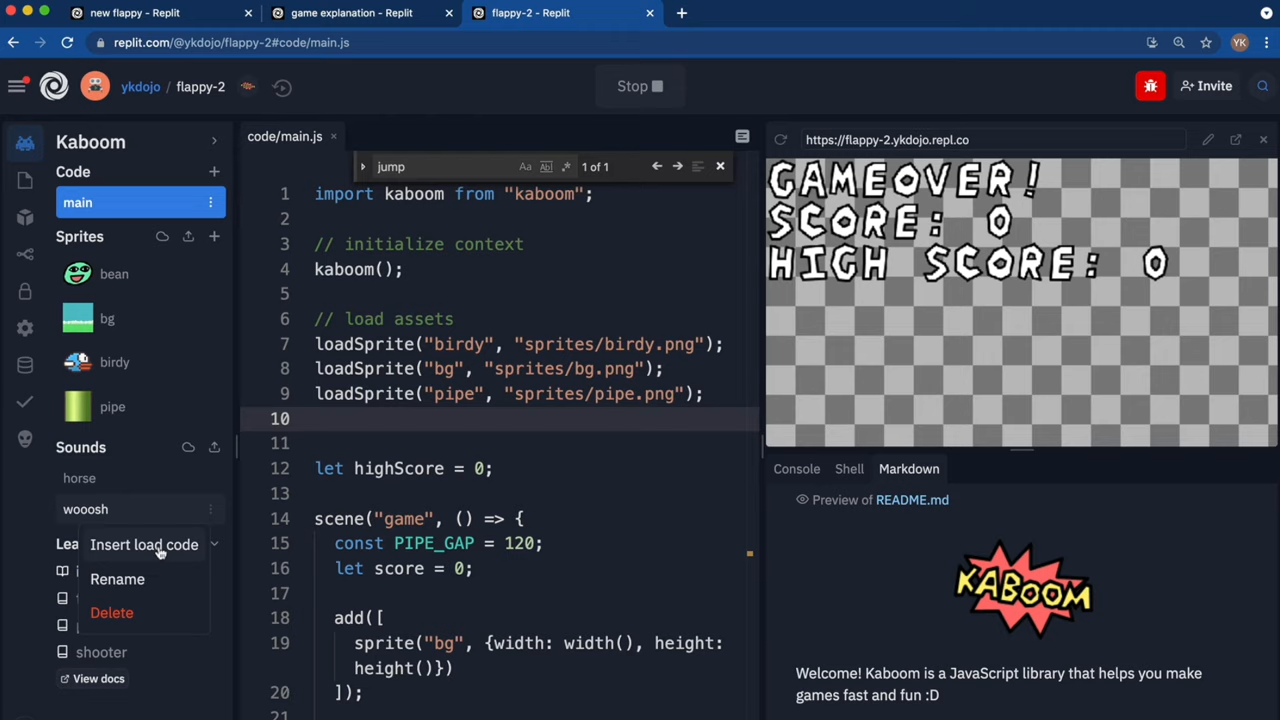 new flappy - Replit
game explanation - Replit
flappy-2 - Replit
replit.com/@ykdojo/flappy-2#code/main.js
YK
ykdojo / flappy-2
Stop
Invite
Kaboom
Code
main
Sprites
bean
bg
birdy
pipe
Sounds
horse
wooosh
Lea
Insert load code
Rename
Delete
shooter
View docs
code/main.js
jump
Aa
Ab
1 of 1
1 import kaboom from "kaboom";
2
3 // initialize context
4 kaboom();
5
6 // load assets
7 loadSprite("birdy", "sprites/birdy.png");
8 loadSprite("bg", "sprites/bg.png");
9 loadSprite("pipe", "sprites/pipe.png");
10
11
12 let highScore = 0;
13
14 scene("game", () => {
15 const PIPE_GAP = 120;
16 let score = 0;
17
18 add([
19 sprite("bg", {width: width(), height:
height()})
20 ]);
21
https://flappy-2.ykdojo.repl.co
GAMEOVER!
SCORE: 0
HIGH SCORE: 0
Console
Shell
Markdown
Preview of README.md
KABOOM
Welcome! Kaboom is a JavaScript library that helps you make
games fast and fun :D